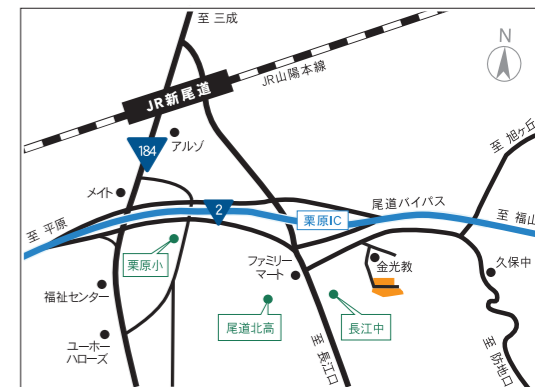 至 三成
N
JR山陽本線
JR新尾道
184
アルゾ
至 旭ヶ丘
メイト
2
栗原IC
尾道バイパス
至 福山
至 平原
栗原小
ファミリー
マート
金光教
久保中
福祉センター
尾道北高
長江中
ユーホー
ハローズ
至 長江口
至 防地口